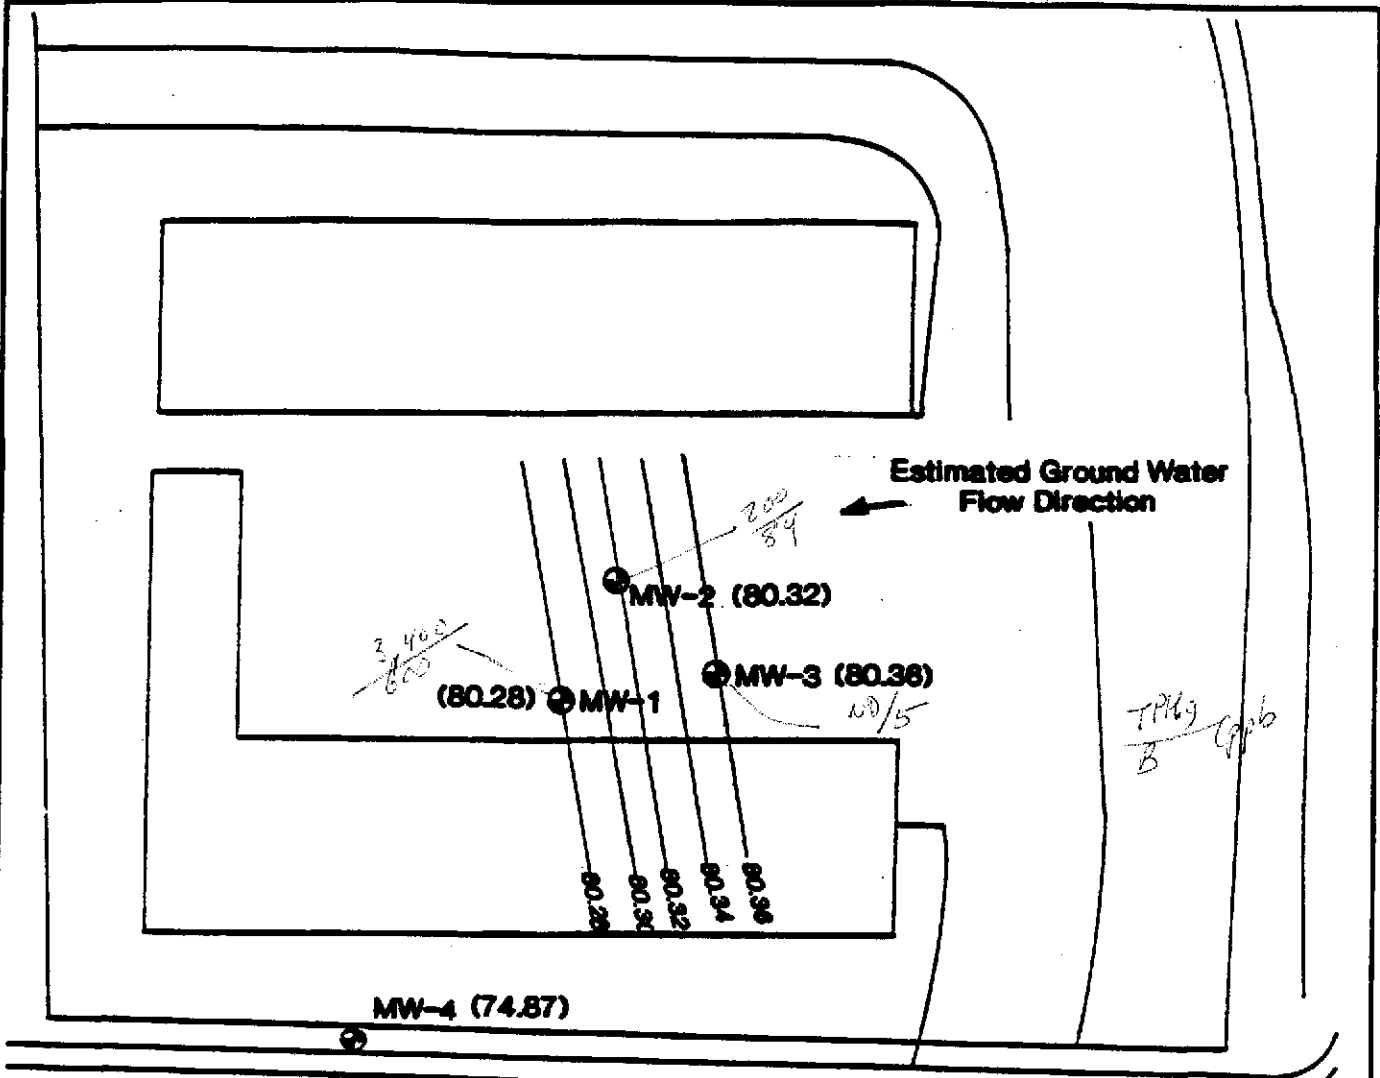 Estimated Ground Water
Flow Direction
200
84
MW-2 (80.32)
3,400
600
MW-3 (80.36)
(80.28) MW-1
ND/5
TPHg
B
(ppb
80.28
80.30
80.32
80.34
80.36
MW-4 (74.87)